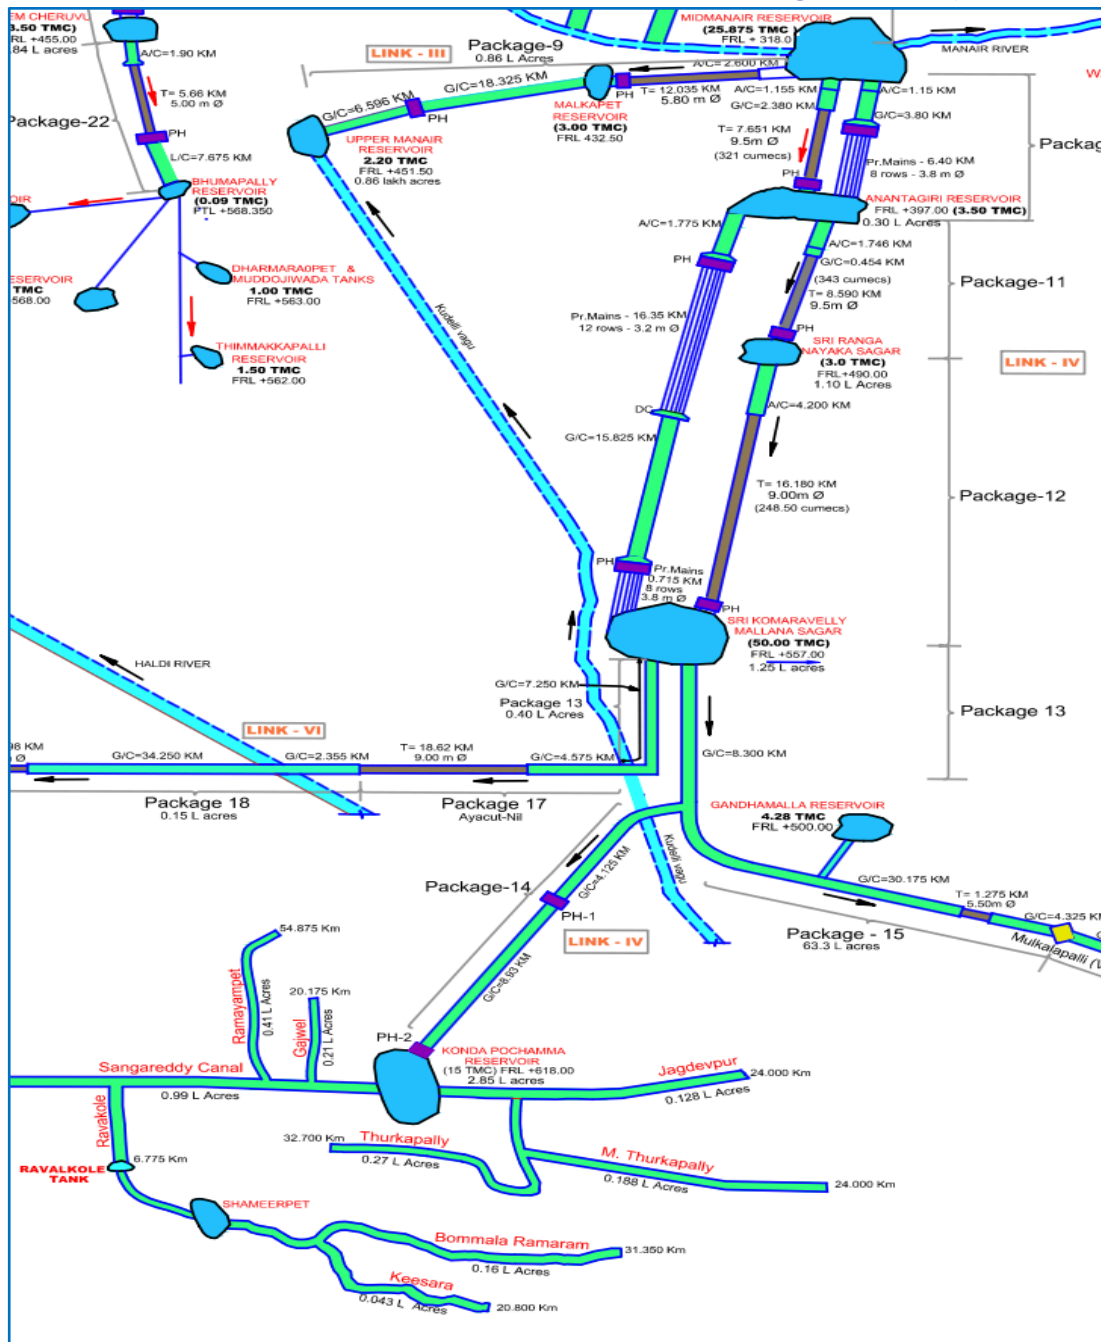 EM CHERUVU
3.50 TMC)
RL +455.00
.84 L acres
A/C=1.90 KM
T= 5.66 KM
5.00 m Ø
Package-22
PH
L/C=7.675 KM
BHUMAPALLY
RESERVOIR
(0.09 TMC)
PTL +568.350
OIR
ESERVOIR
TMC
568.00
DHARMARA0PET &
MUDDOJIWADA TANKS
1.00 TMC
FRL +563.00
THIMMAKKAPALLI
RESERVOIR
1.50 TMC
FRL +562.00
LINK - III
Package-9
0.86 L Acres
G/C=18.325 KM
G/C=6.596 KM
PH
UPPER MANAIR
RESERVOIR
2.20 TMC
FRL +451.50
0.86 lakh acres
MALKAPET
RESERVOIR
(3.00 TMC)
FRL 432.50
PH
A/C= 2.600 KM
T= 12.035 KM
5.80 m Ø
MIDMANAIR RESERVOIR
(25.875 TMC )
FRL + 318.0
MANAIR RIVER
W
A/C=1.155 KM
G/C=2.380 KM
A/C=1.15 KM
G/C=3.80 KM
T= 7.651 KM
9.5m Ø
(321 cumecs)
PH
Pr.Mains - 6.40 KM
8 rows - 3.8 m Ø
Packag
ANANTAGIRI RESERVOIR
FRL +397.00 (3.50 TMC)
0.30 L Acres
A/C=1.775 KM
PH
A/C=1.746 KM
G/C=0.454 KM
(343 cumecs)
T= 8.590 KM
9.5m Ø
PH
Package-11
Pr.Mains - 16.35 KM
12 rows - 3.2 m Ø
SRI RANGA
NAYAKA SAGAR
(3.0 TMC)
FRL+490.00
1.10 L Acres
LINK - IV
Kudelli vagu
DC
A/C=4.200 KM
G/C=15.825 KM
T= 16.180 KM
9.00m Ø
(248.50 cumecs)
Package-12
PH
Pr.Mains
0.715 KM
8 rows
3.8 m Ø
PH
SRI KOMARAVELLY
MALLANA SAGAR
(50.00 TMC)
FRL +557.00
1.25 L acres
HALDI RIVER
G/C=7.250 KM
Package 13
0.40 L Acres
Package 13
LINK - VI
98 KM
G/C=34.250 KM
G/C=2.355 KM
T= 18.62 KM
9.00 m Ø
G/C=4.575 KM
G/C=8.300 KM
Package 18
0.15 L acres
Package 17
Ayacut-Nil
GANDHAMALLA RESERVOIR
4.28 TMC
FRL +500.00
Kudelli vagu
G/C=4.125 KM
Package-14
PH-1
LINK - IV
G/C=8.93 KM
G/C=30.175 KM
T= 1.275 KM
5.50m Ø
G/C=4.325 KM
Mulkalapalli (V
Package - 15
63.3 L acres
54.875 Km
Ramayampet
0.41 L Acres
20.175 Km
Gajwel
0.21 L Acres
PH-2
KONDA POCHAMMA
RESERVOIR
(15 TMC) FRL +618.00
2.85 L acres
Sangareddy Canal
0.99 L Acres
Jagdevpur
24.000 Km
0.128 L Acres
Ravakole
32.700 Km
Thurkapally
0.27 L Acres
M. Thurkapally
0.188 L Acres
24.000 Km
RAVALKOLE
TANK
6.775 Km
SHAMEERPET
Bommala Ramaram
31.350 Km
0.16 L Acres
Keesara
0.043 L Acres
20.800 Km